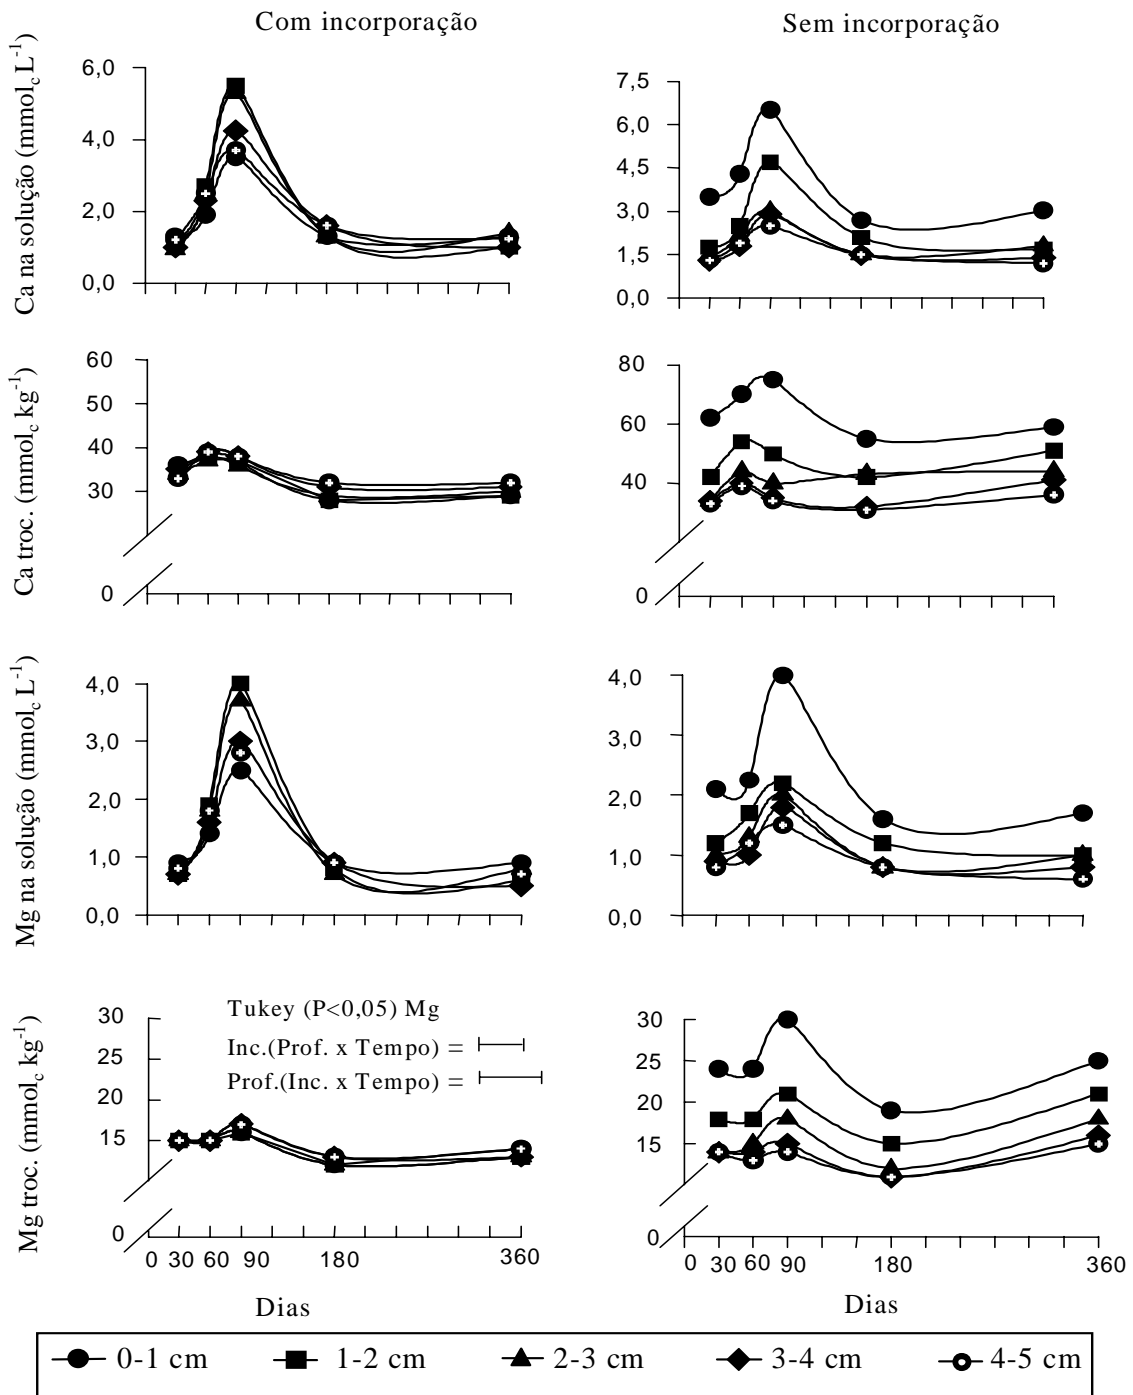 Com incorporação
Sem incorporação
Ca na solução (mmol_c L^-1)
6,0
4,0
2,0
0,0
7,5
6,0
4,5
3,0
1,5
0,0
Ca troc. (mmol_c kg^-1)
60
50
40
30
0
80
60
40
0
Mg na solução (mmol_c L^-1)
4,0
3,0
2,0
1,0
0,0
4,0
3,0
2,0
1,0
0,0
Mg troc. (mmol_c kg^-1)
30
25
20
15
0
Tukey (P<0,05) Mg
Inc.(Prof. x Tempo) =
Prof.(Inc. x Tempo) =
30
25
20
15
0
0 30 60 90 180 360
0 30 60 90 180 360
Dias
Dias
0-1 cm 1-2 cm 2-3 cm 3-4 cm 4-5 cm